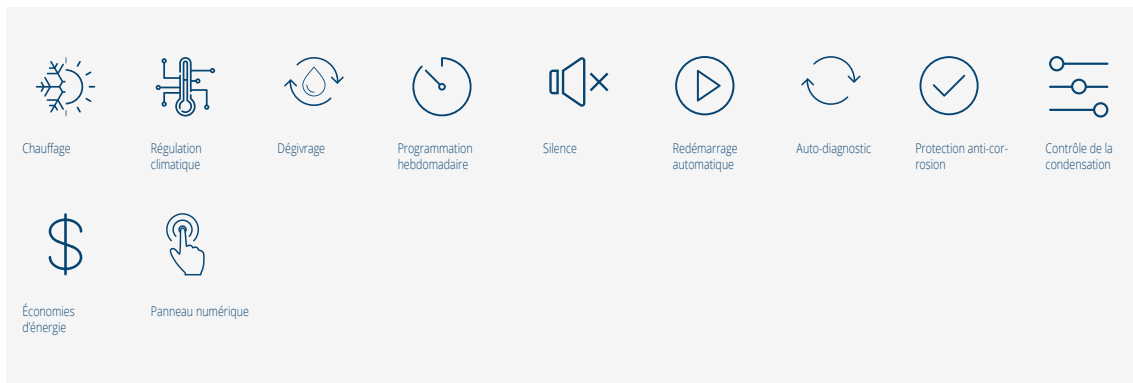 Chauffage
Régulation
climatique
Dégivrage
Programmation
hebdomadaire
Silence
Redémarrage
automatique
Auto-diagnostic
Protection anti-cor-
rosion
Contrôle de la
condensation
Économies
d'énergie
Panneau numérique